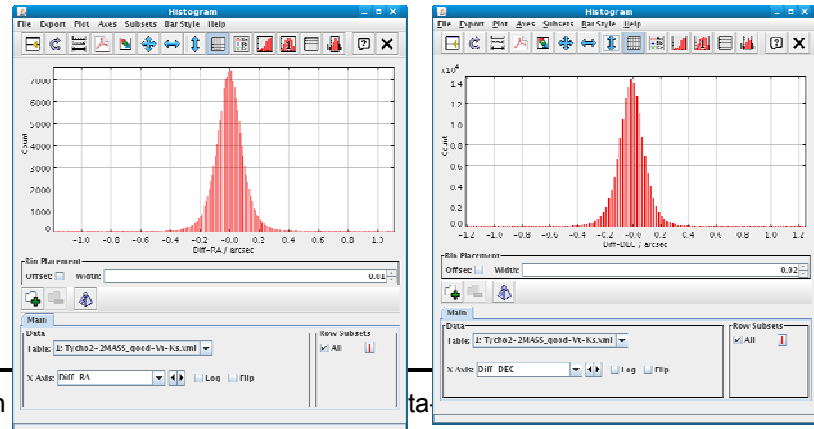 Histogram
File Export Plot Axes Subsets Bar Style Help
7000
6000
5000
4000
3000
2000
1000
0
Count
-1.0 -0.8 -0.6 -0.4 -0.2 -0.0 0.2 0.4 0.6 0.8 1.0
Diff-RA / arcsec
Bin Placement
Offset: Width: 0.01
Main
Data
Table: 1: Tycho2-2MASS_good-Vt-Ks.xml
X Axis: Diff_RA Log Flip
Row Subsets
All
Histogram
File Export Plot Axes Subsets Bar Style Help
x10⁴
1.4
1.2
1.0
0.8
0.6
0.4
0.2
0.0
Count
-1.2 -1.0 -0.8 -0.6 -0.4 -0.2 -0.0 0.2 0.4 0.6 0.8 1.0 1.2
Diff-DEC / arcsec
Bin Placement
Offset: Width: 0.02
Main
Data
Table: 1: Tycho2-2MASS_good-Vt-Ks.xml
X Axis: Diff_DEC Log Flip
Row Subsets
All
ta-